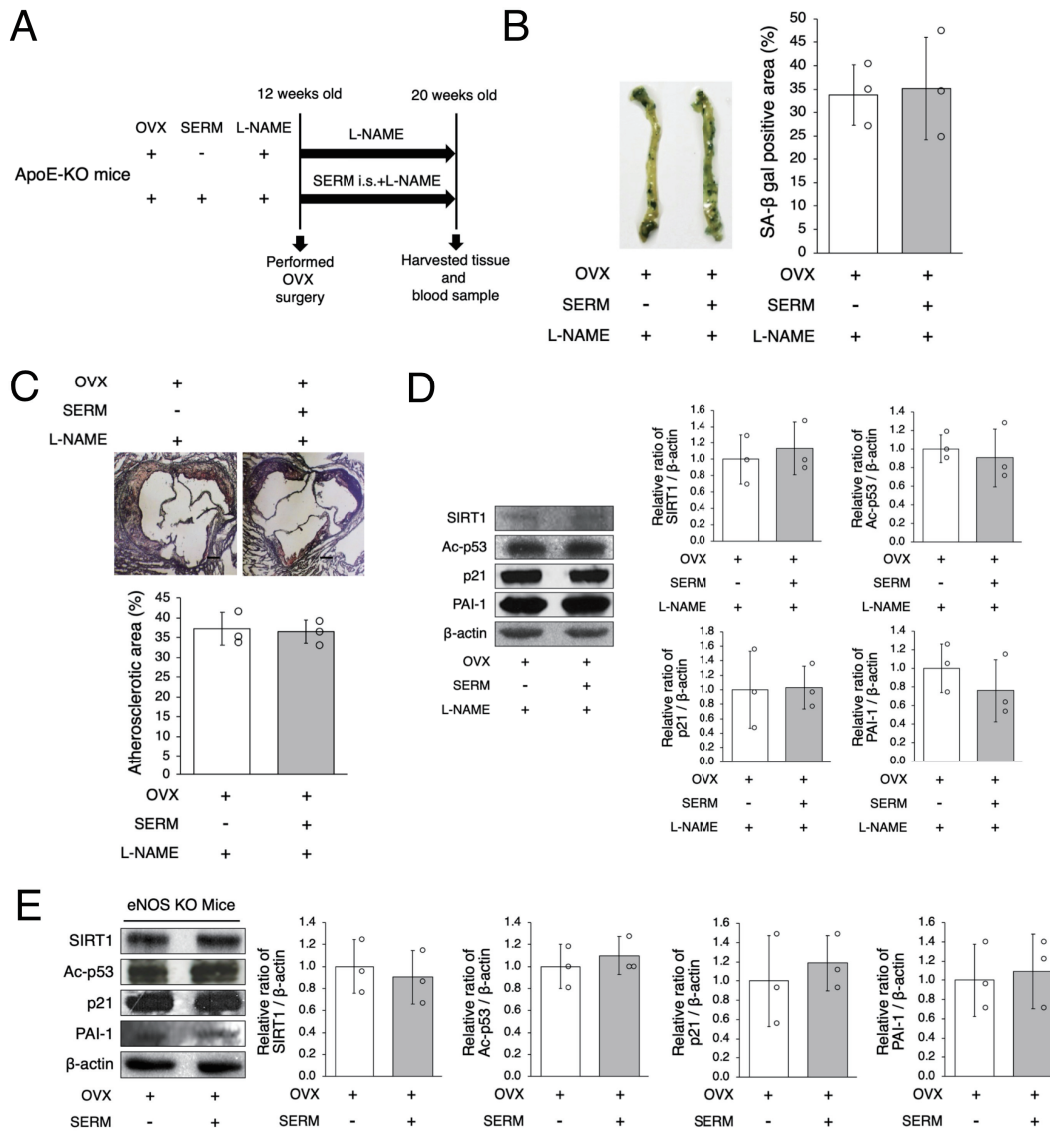 A
12 weeks old 20 weeks old
OVX SERM L-NAME
L-NAME
+ - +
ApoE-KO mice
SERM i.s.+L-NAME
+ + +
Performed
OVX
surgery
Harvested tissue
and
blood sample
B
SA-β gal positive area (%)
50
45
40
35
30
25
20
15
10
5
0
OVX + + + +
SERM - + - +
L-NAME + + + +
C
OVX + +
SERM - +
L-NAME + +
Atherosclerotic area (%)
45
40
35
30
25
20
15
10
5
0
OVX + +
SERM - +
L-NAME + +
D
SIRT1
Ac-p53
p21
PAI-1
β-actin
OVX + +
SERM - +
L-NAME + +
Relative ratio of
SIRT1 / β-actin
1.6
1.4
1.2
1.0
0.8
0.6
0.4
0.2
0.0
OVX + +
SERM - +
L-NAME + +
Relative ratio of
Ac-p53 / β-actin
1.4
1.2
1.0
0.8
0.6
0.4
0.2
0.0
OVX + +
SERM - +
L-NAME + +
Relative ratio of
p21 / β-actin
1.8
1.6
1.4
1.2
1.0
0.8
0.6
0.4
0.2
0.0
OVX + +
SERM - +
L-NAME + +
Relative ratio of
PAI-1 / β-actin
1.4
1.2
1.0
0.8
0.6
0.4
0.2
0.0
OVX + +
SERM - +
L-NAME + +
E
eNOS KO Mice
SIRT1
Ac-p53
p21
PAI-1
β-actin
OVX + +
SERM - +
Relative ratio of
SIRT1 / β-actin
1.4
1.2
1.0
0.8
0.6
0.4
0.2
0.0
OVX + +
SERM - +
Relative ratio of
Ac-p53 / β-actin
1.4
1.2
1.0
0.8
0.6
0.4
0.2
0.0
OVX + +
SERM - +
Relative ratio of
p21 / β-actin
1.6
1.4
1.2
1.0
0.8
0.6
0.4
0.2
0.0
OVX + +
SERM - +
Relative ratio of
PAI-1 / β-actin
1.6
1.4
1.2
1.0
0.8
0.6
0.4
0.2
0.0
OVX + +
SERM - +